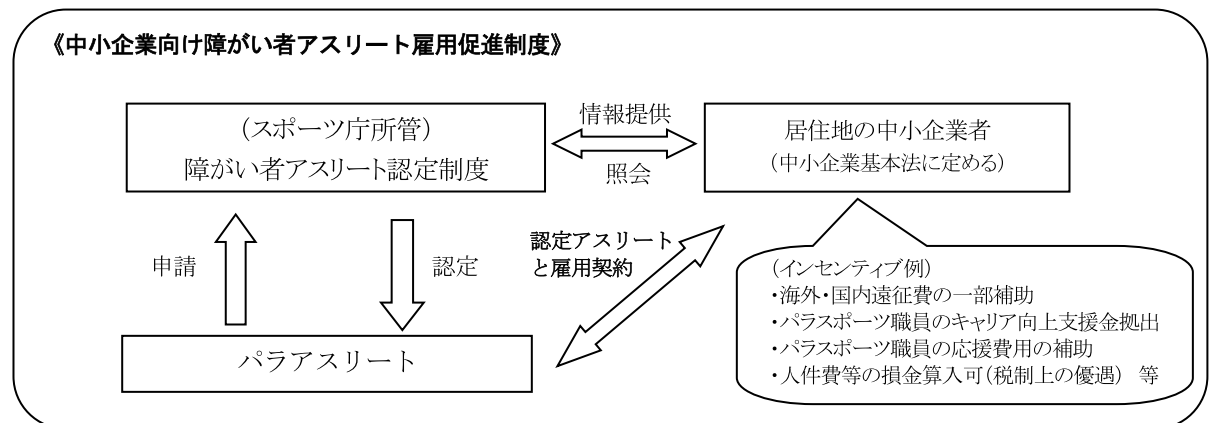 《中小企業向け障がい者アスリート雇用促進制度》
(スポーツ庁所管)
障がい者アスリート認定制度
情報提供
照会
居住地の中小企業者
(中小企業基本法に定める)
申請
認定
認定アスリート
と雇用契約
パラアスリート
(インセンティブ例)
・海外・国内遠征費の一部補助
・パラスポーツ職員のキャリア向上支援金拠出
・パラスポーツ職員の応援費用の補助
・人件費等の損金算入可(税制上の優遇) 等